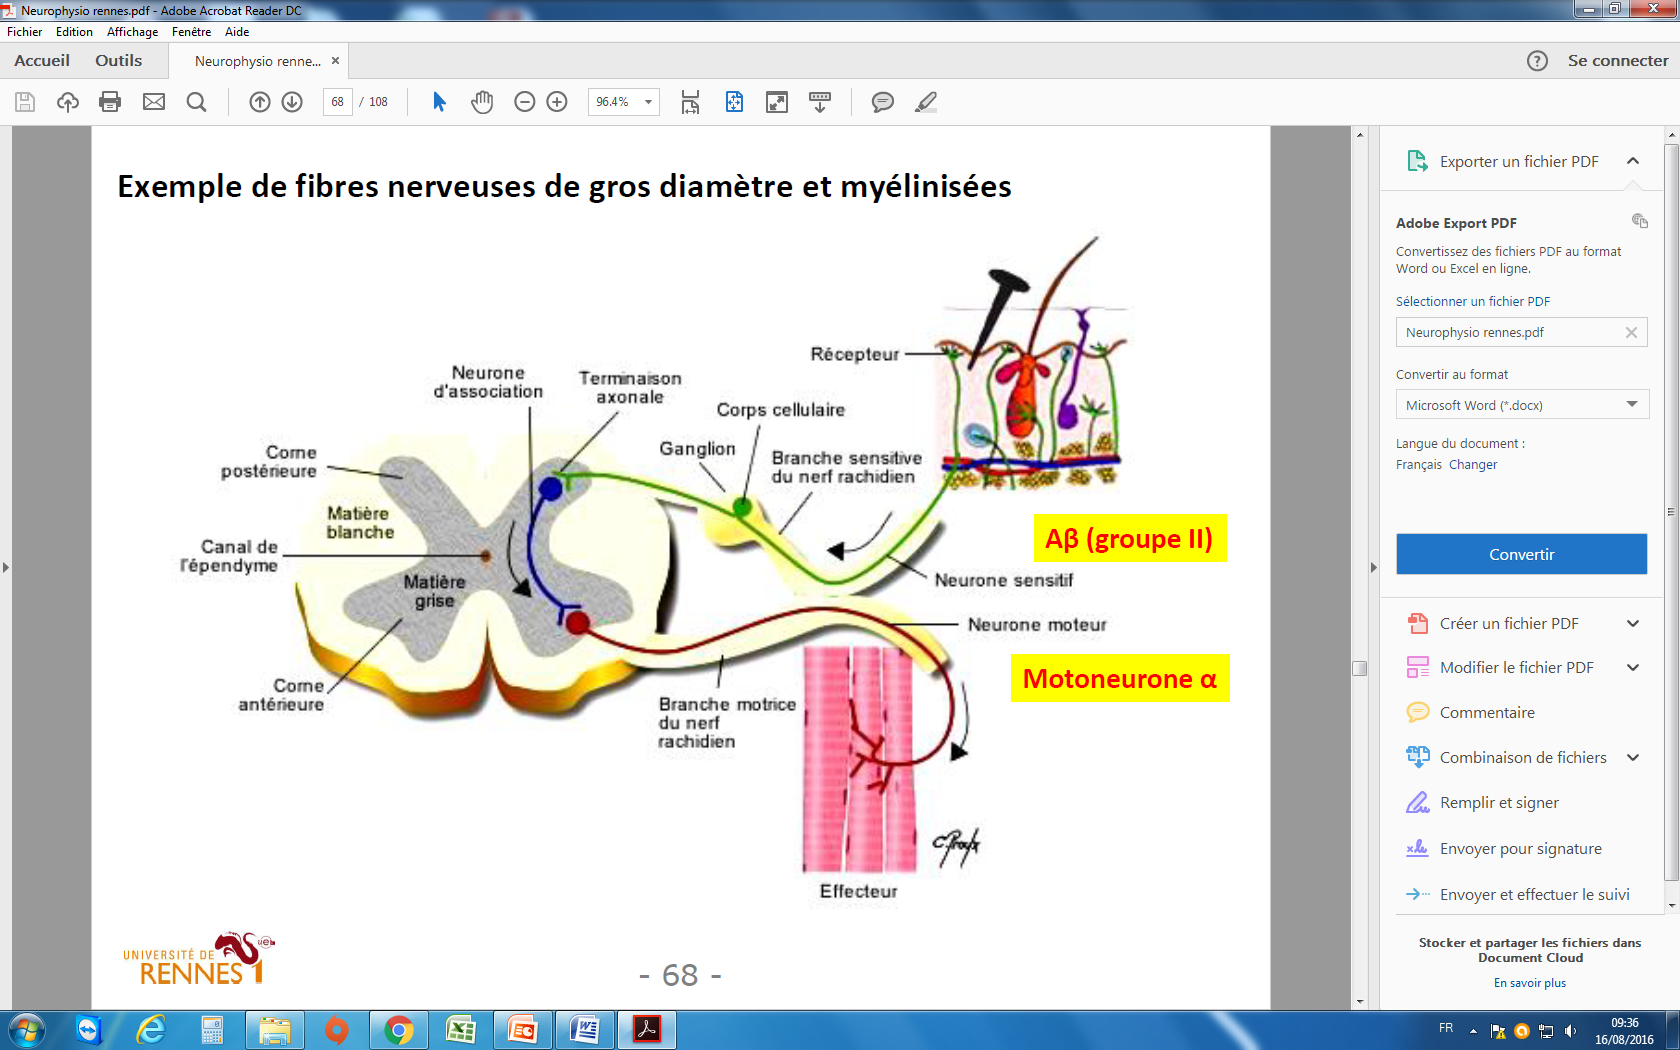 Neurophysio rennes.pdf - Adobe Acrobat Reader DC
Fichier Edition Affichage Fenêtre Aide
Accueil Outils Neurophysio renne... × ? Se connecter
68 / 108 96.4%
Exemple de fibres nerveuses de gros diamètre et myélinisées
Récepteur
Neurone
d'association
Terminaison
axonale
Corps cellulaire
Ganglion
Branche sensitive
du nerf rachidien
Corne
postérieure
Matière
blanche
Canal de
l'épendyme
Matière
grise
Aβ (groupe II)
Neurone sensitif
Neurone moteur
Motoneurone α
Corne
antérieure
Branche motrice
du nerf
rachidien
Effecteur
UNIVERSITÉ DE
RENNES 1
ueb
- 68 -
Exporter un fichier PDF
Adobe Export PDF
Convertissez des fichiers PDF au format
Word ou Excel en ligne.
Sélectionner un fichier PDF
Neurophysio rennes.pdf
Convertir au format
Microsoft Word (*.docx)
Langue du document :
Français Changer
Convertir
Créer un fichier PDF
Modifier le fichier PDF
Commentaire
Combinaison de fichiers
Remplir et signer
Envoyer pour signature
Envoyer et effectuer le suivi
Stocker et partager les fichiers dans
Document Cloud
En savoir plus
FR
09:36
16/08/2016